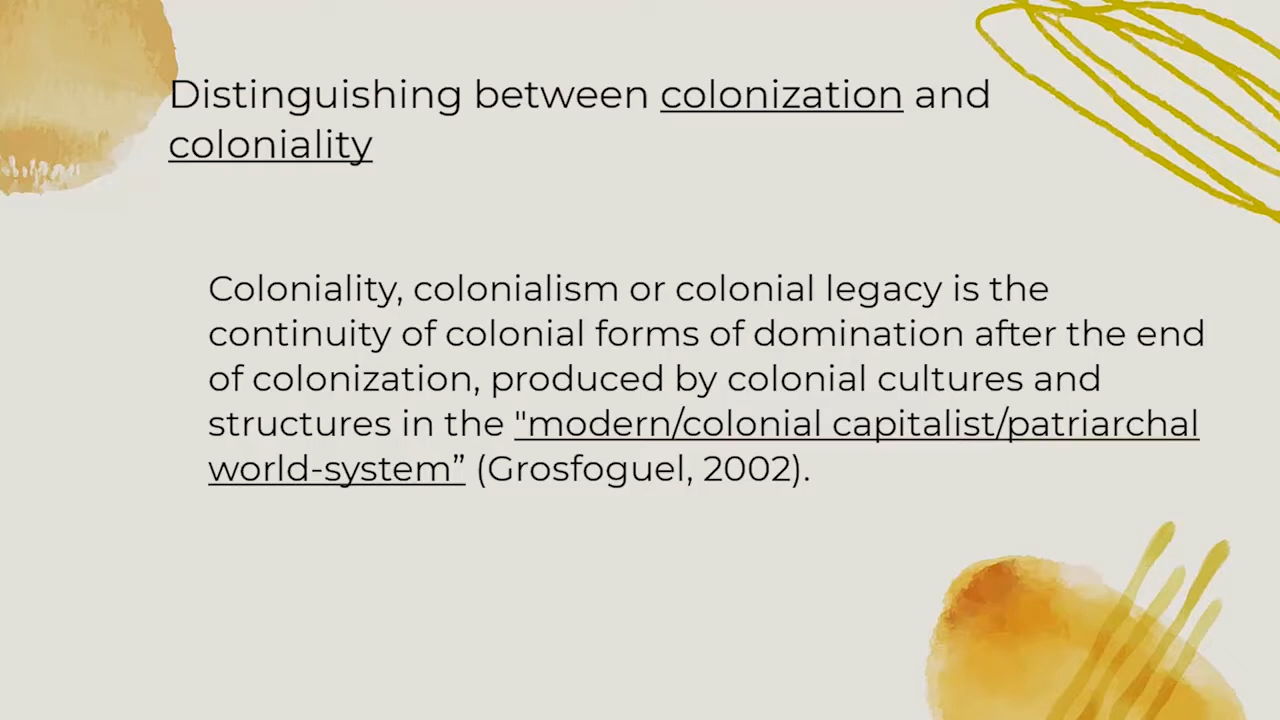 Distinguishing between colonization and
coloniality
Coloniality, colonialism or colonial legacy is the
continuity of colonial forms of domination after the end
of colonization, produced by colonial cultures and
structures in the "modern/colonial capitalist/patriarchal
world-system” (Grosfoguel, 2002).